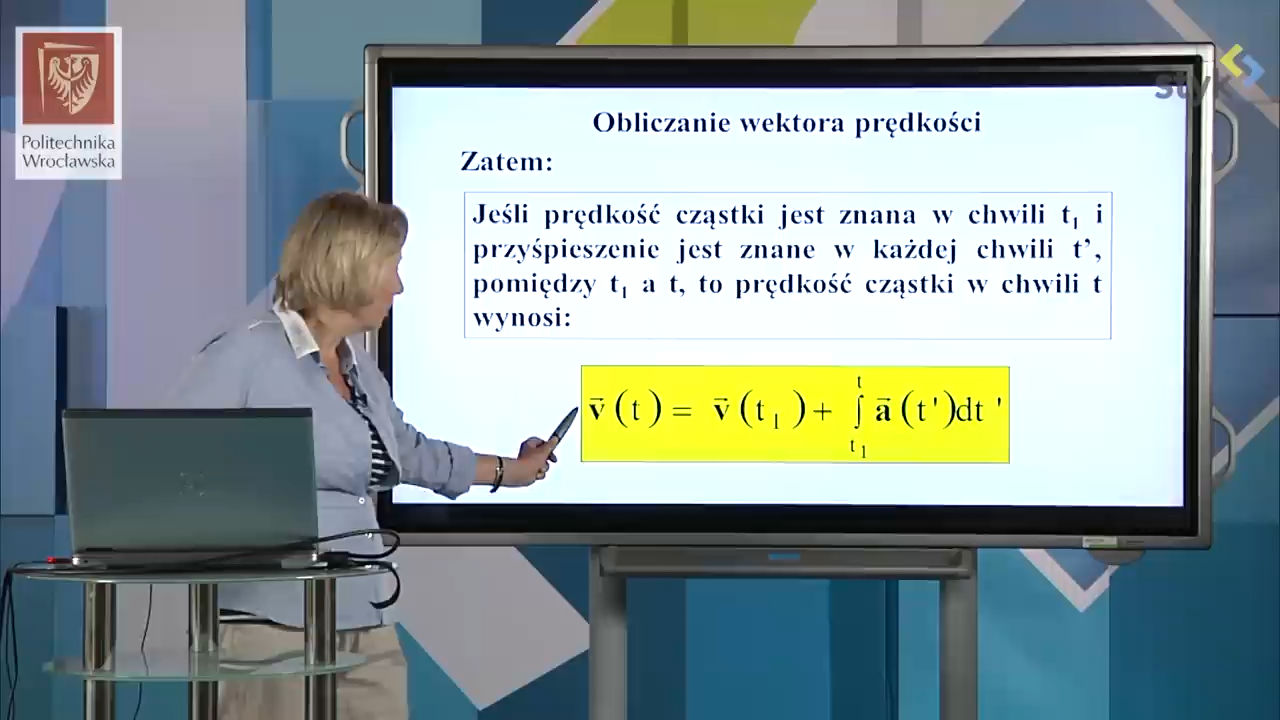 Politechnika
Wrocławska
Obliczanie wektora prędkości
Zatem:
Jeśli prędkość cząstki jest znana w chwili t₁ i
przyśpieszenie jest znane w każdej chwili t’,
pomiędzy t₁ a t, to prędkość cząstki w chwili t
wynosi:
v⃗(t) = v⃗(t₁) + ∫ₜ₁ᵗ a⃗(t')dt'